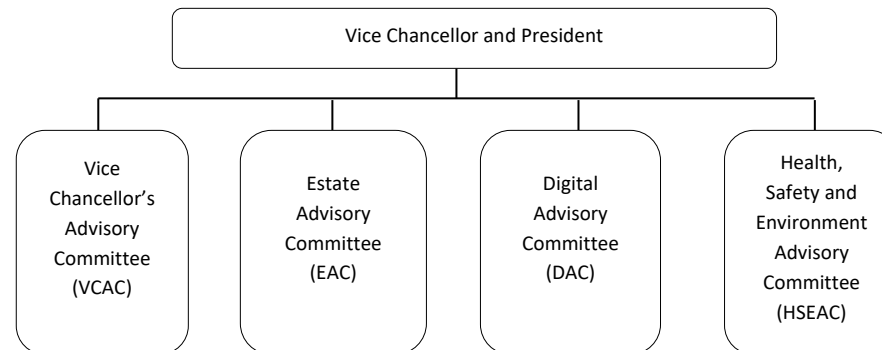 Vice Chancellor and President
Vice
Chancellor’s
Advisory
Committee
(VCAC)
Estate
Advisory
Committee
(EAC)
Digital
Advisory
Committee
(DAC)
Health,
Safety and
Environment
Advisory
Committee
(HSEAC)